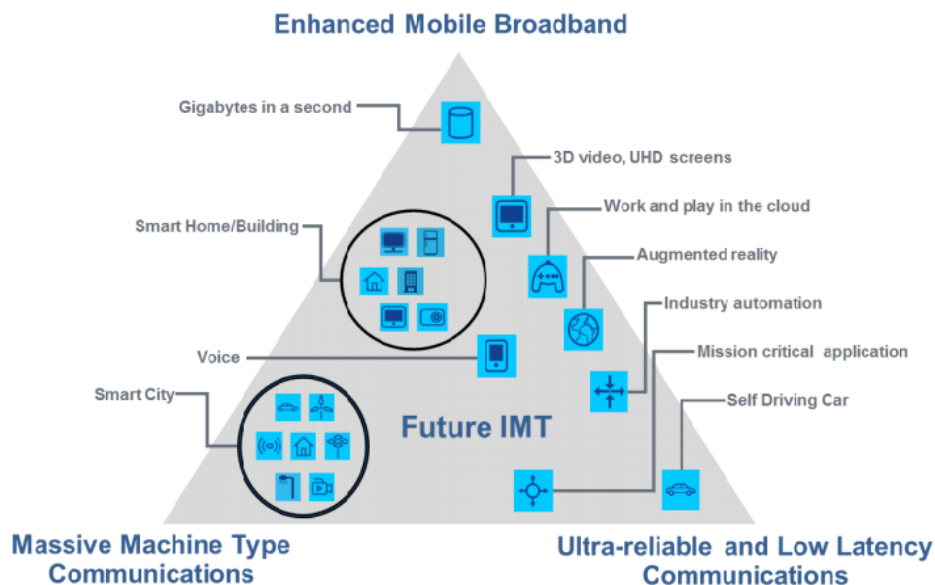 Enhanced Mobile Broadband
Gigabytes in a second
3D video, UHD screens
Work and play in the cloud
Smart Home/Building
Augmented reality
Industry automation
Voice
Mission critical application
Smart City
Self Driving Car
Future IMT
Massive Machine Type
Communications
Ultra-reliable and Low Latency
Communications